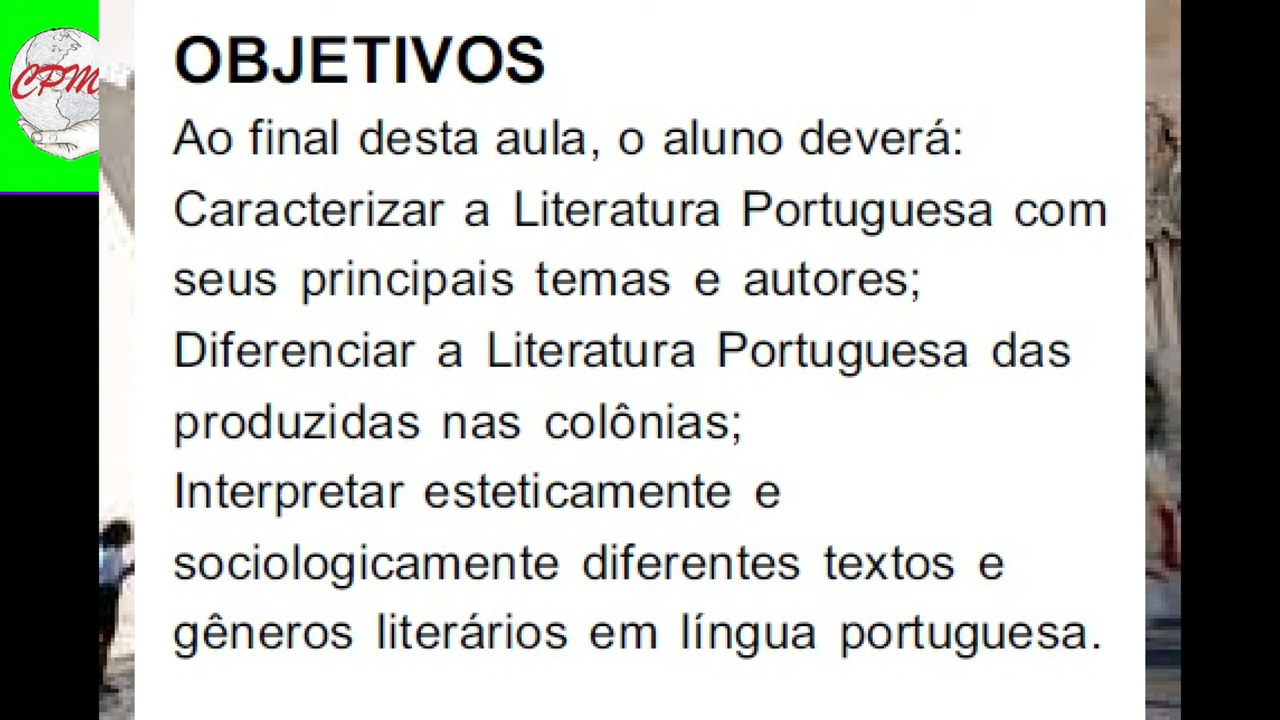 CPM
OBJETIVOS
Ao final desta aula, o aluno deverá:
Caracterizar a Literatura Portuguesa com
seus principais temas e autores;
Diferenciar a Literatura Portuguesa das
produzidas nas colônias;
Interpretar esteticamente e
sociologicamente diferentes textos e
gêneros literários em língua portuguesa.